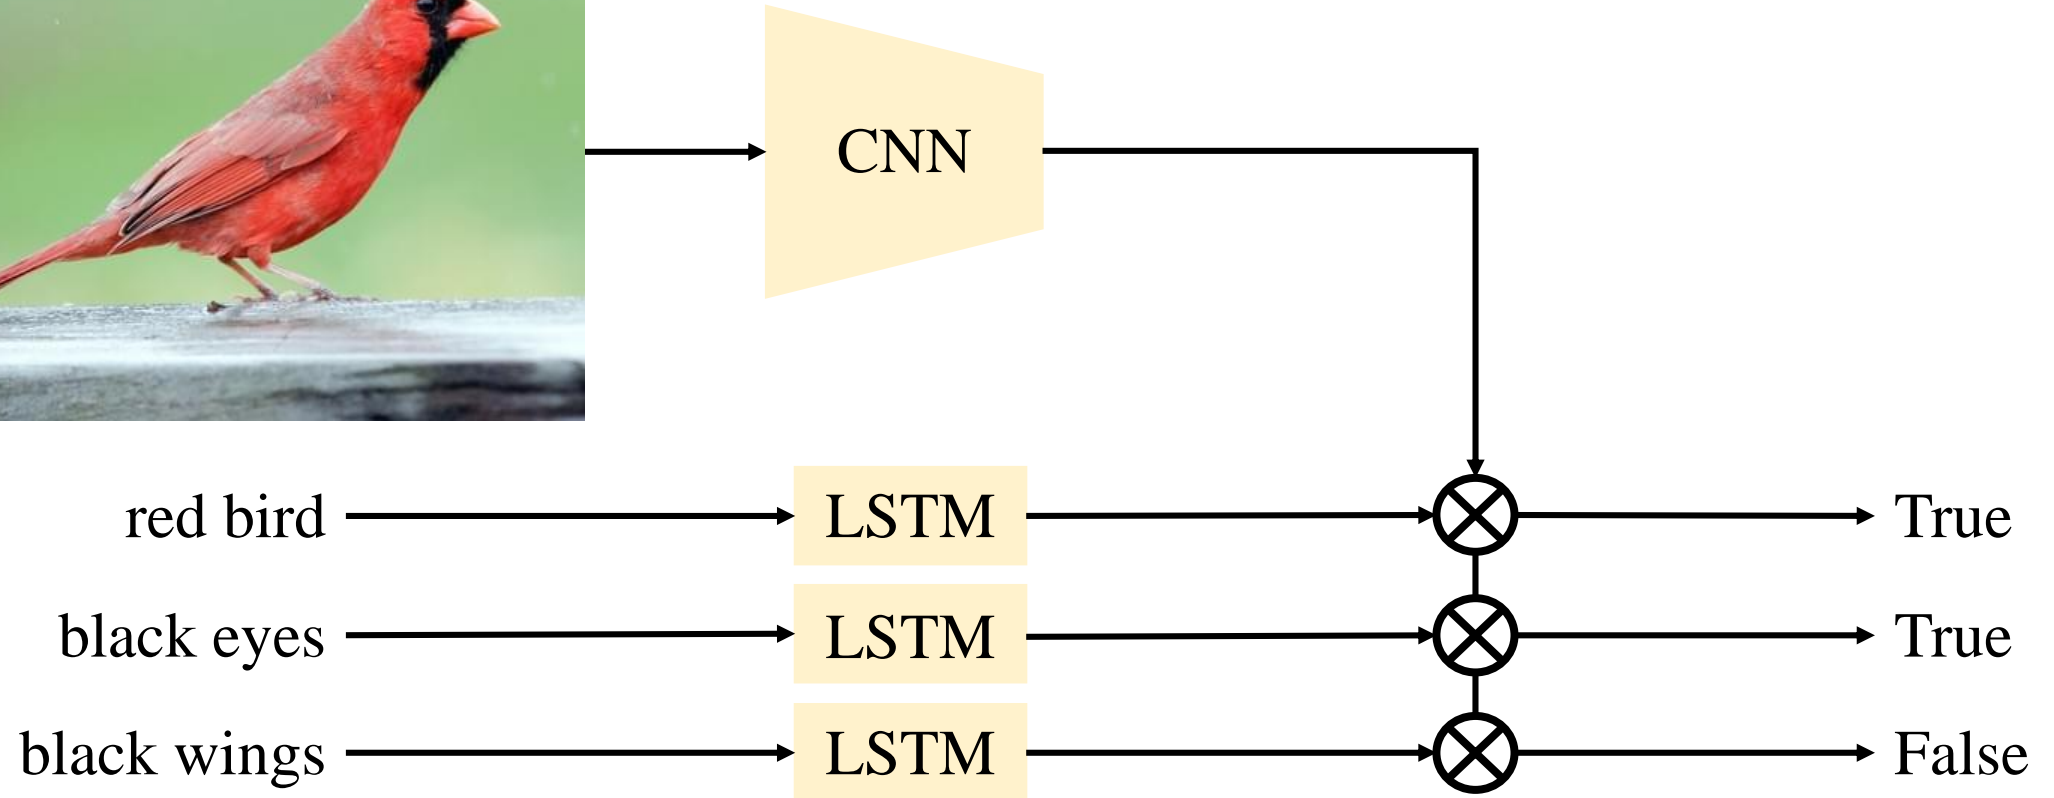 CNN
red bird LSTM True
black eyes LSTM True
black wings LSTM False